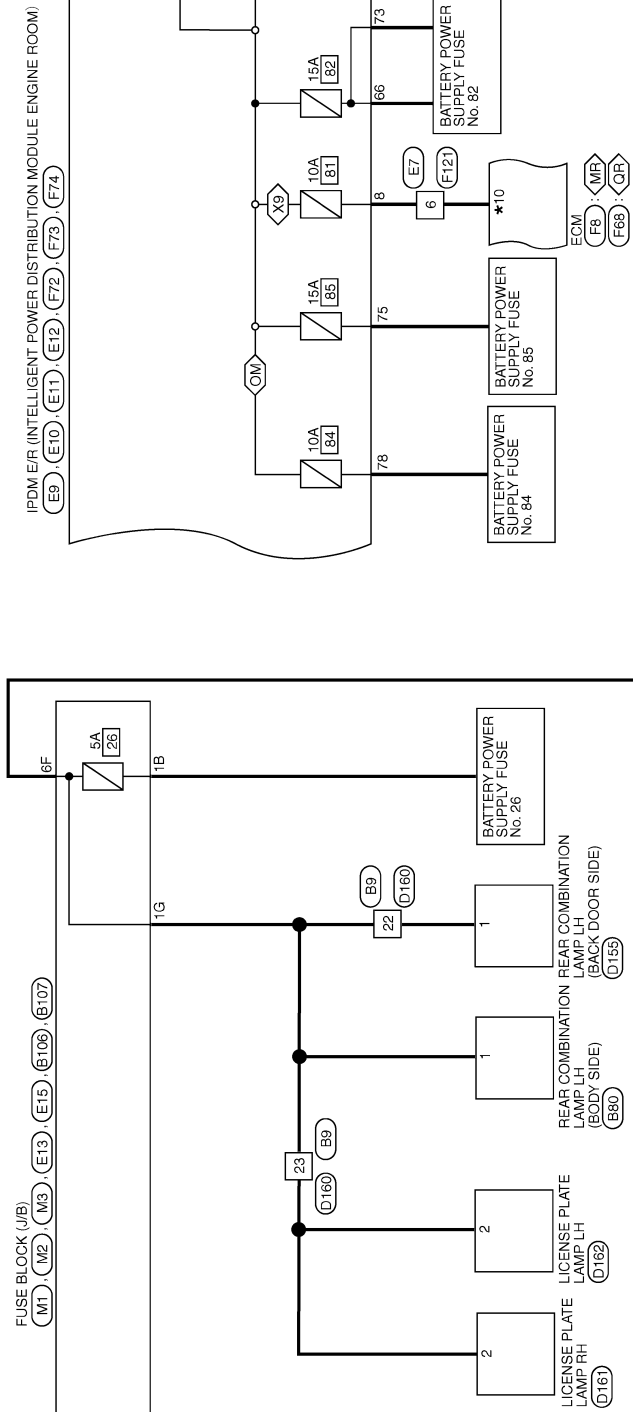 IPDM E/R (INTELLIGENT POWER DISTRIBUTION MODULE ENGINE ROOM)
E9 , E10 , E11 , E12 , F72 , F73 , F74
10A
84
78
BATTERY POWER
SUPPLY FUSE
No. 84
OM
15A
85
75
BATTERY POWER
SUPPLY FUSE
No. 85
X9
10A
81
8
E7
F121
6
*10
ECM
F8 : MR
F68 : QR
15A
82
66
73
BATTERY POWER
SUPPLY FUSE
No. 82
FUSE BLOCK (J/B)
M1 , M2 , M3 , E13 , E15 , B106 , B107
6F
5A
26
1B
1G
BATTERY POWER
SUPPLY FUSE
No. 26
B9
D160
22
1
REAR COMBINATION
LAMP LH
(BACK DOOR SIDE)
D155
1
REAR COMBINATION
LAMP LH
(BODY SIDE)
B80
23
B9
D160
2
LICENSE PLATE
LAMP LH
D162
2
LICENSE PLATE
LAMP RH
D161